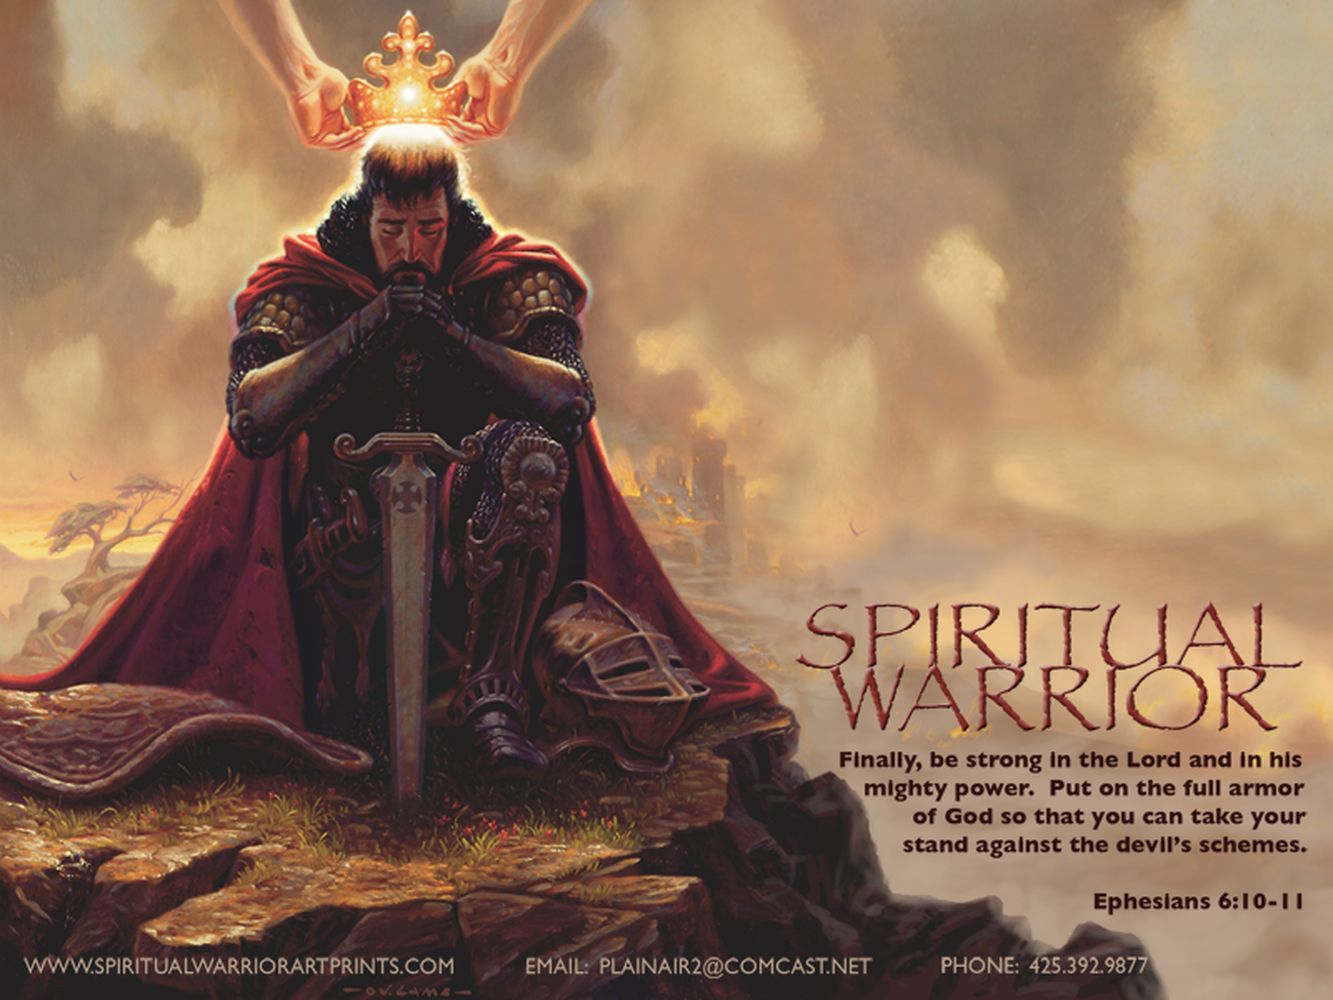 SPIRITUAL
WARRIOR
Finally, be strong in the Lord and in his
mighty power. Put on the full armor
of God so that you can take your
stand against the devil's schemes.
Ephesians 6:10-11
WWW.SPIRITUALWARRIORARTPRINTS.COM EMAIL: PLAINAIR2@COMCAST.NET PHONE: 425.392.9877